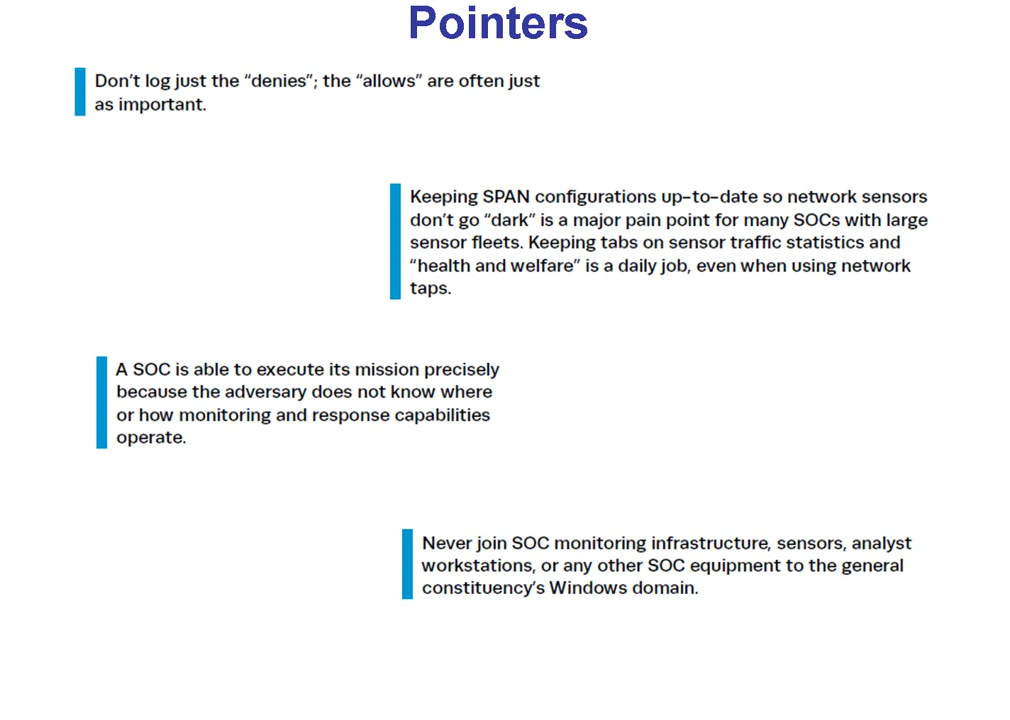 Pointers
Don’t log just the “denies”; the “allows” are often just
as important.
Keeping SPAN configurations up-to-date so network sensors
don’t go “dark” is a major pain point for many SOCs with large
sensor fleets. Keeping tabs on sensor traffic statistics and
“health and welfare” is a daily job, even when using network
taps.
A SOC is able to execute its mission precisely
because the adversary does not know where
or how monitoring and response capabilities
operate.
Never join SOC monitoring infrastructure, sensors, analyst
workstations, or any other SOC equipment to the general
constituency’s Windows domain.